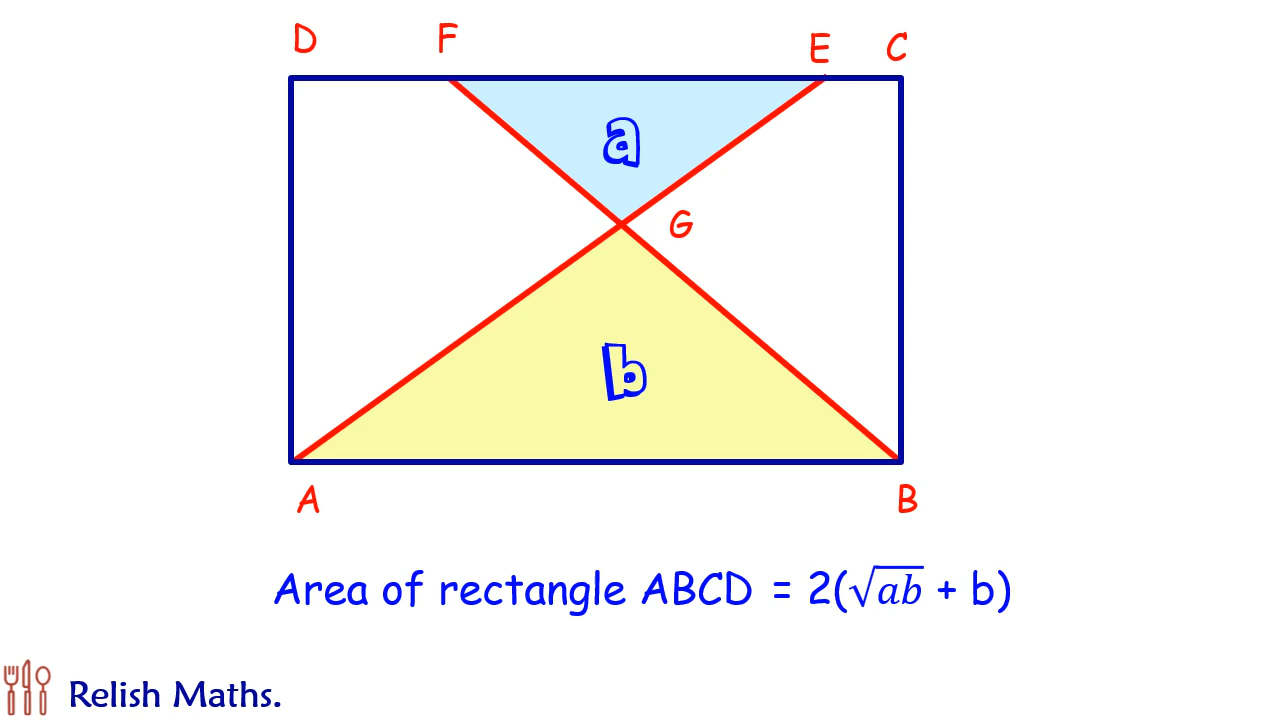 D F E C
a
G
b
A B
Area of rectangle ABCD = 2(√ab + b)
Relish Maths.